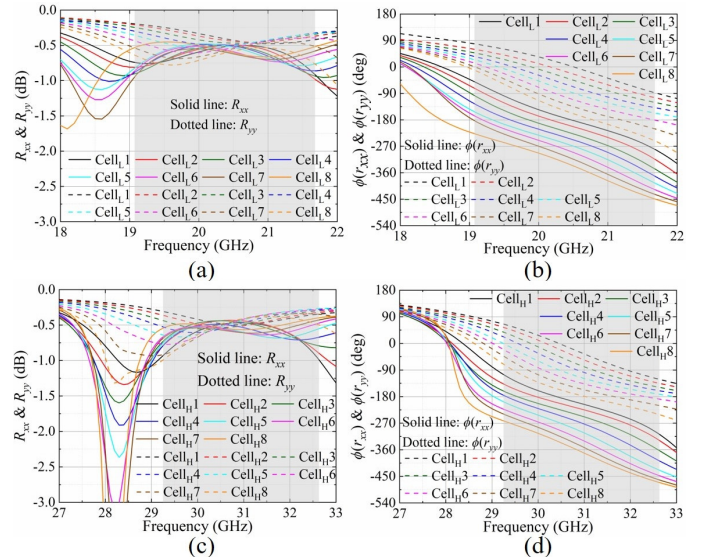 0.0
-0.5
-1.0
-1.5
-2.0
-2.5
-3.0
R_xx & R_yy (dB)
Solid line: R_xx
Dotted line: R_yy
Cell_L1 Cell_L2 Cell_L3 Cell_L4
Cell_L5 Cell_L6 Cell_L7 Cell_L8
Cell_L1 Cell_L2 Cell_L3 Cell_L4
Cell_L5 Cell_L6 Cell_L7 Cell_L8
18 19 20 21 22
Frequency (GHz)
(a)
180
90
0
-90
-180
-270
-360
-450
-540
ϕ(r_xx) & ϕ(r_yy) (deg)
Cell_L1 Cell_L2 Cell_L3
Cell_L4 Cell_L5
Cell_L6 Cell_L7
Cell_L8
Solid line: ϕ(r_xx)
Dotted line: ϕ(r_yy)
Cell_L1 Cell_L2
Cell_L3 Cell_L4 Cell_L5
Cell_L6 Cell_L7 Cell_L8
18 19 20 21 22
Frequency (GHz)
(b)
0.0
-0.5
-1.0
-1.5
-2.0
-2.5
-3.0
R_xx & R_yy (dB)
Solid line: R_xx
Dotted line: R_yy
Cell_H1 Cell_H2 Cell_H3
Cell_H4 Cell_H5 Cell_H6
Cell_H7 Cell_H8
Cell_H1 Cell_H2 Cell_H3
Cell_H4 Cell_H5 Cell_H6
Cell_H7 Cell_H8
27 28 29 30 31 32 33
Frequency (GHz)
(c)
180
90
0
-90
-180
-270
-360
-450
-540
ϕ(r_xx) & ϕ(r_yy) (deg)
Cell_H1 Cell_H2 Cell_H3
Cell_H4 Cell_H5
Cell_H6 Cell_H7
Cell_H8
Solid line: ϕ(r_xx)
Dotted line: ϕ(r_yy)
Cell_H1 Cell_H2
Cell_H3 Cell_H4 Cell_H5
Cell_H6 Cell_H7 Cell_H8
27 28 29 30 31 32 33
Frequency (GHz)
(d)